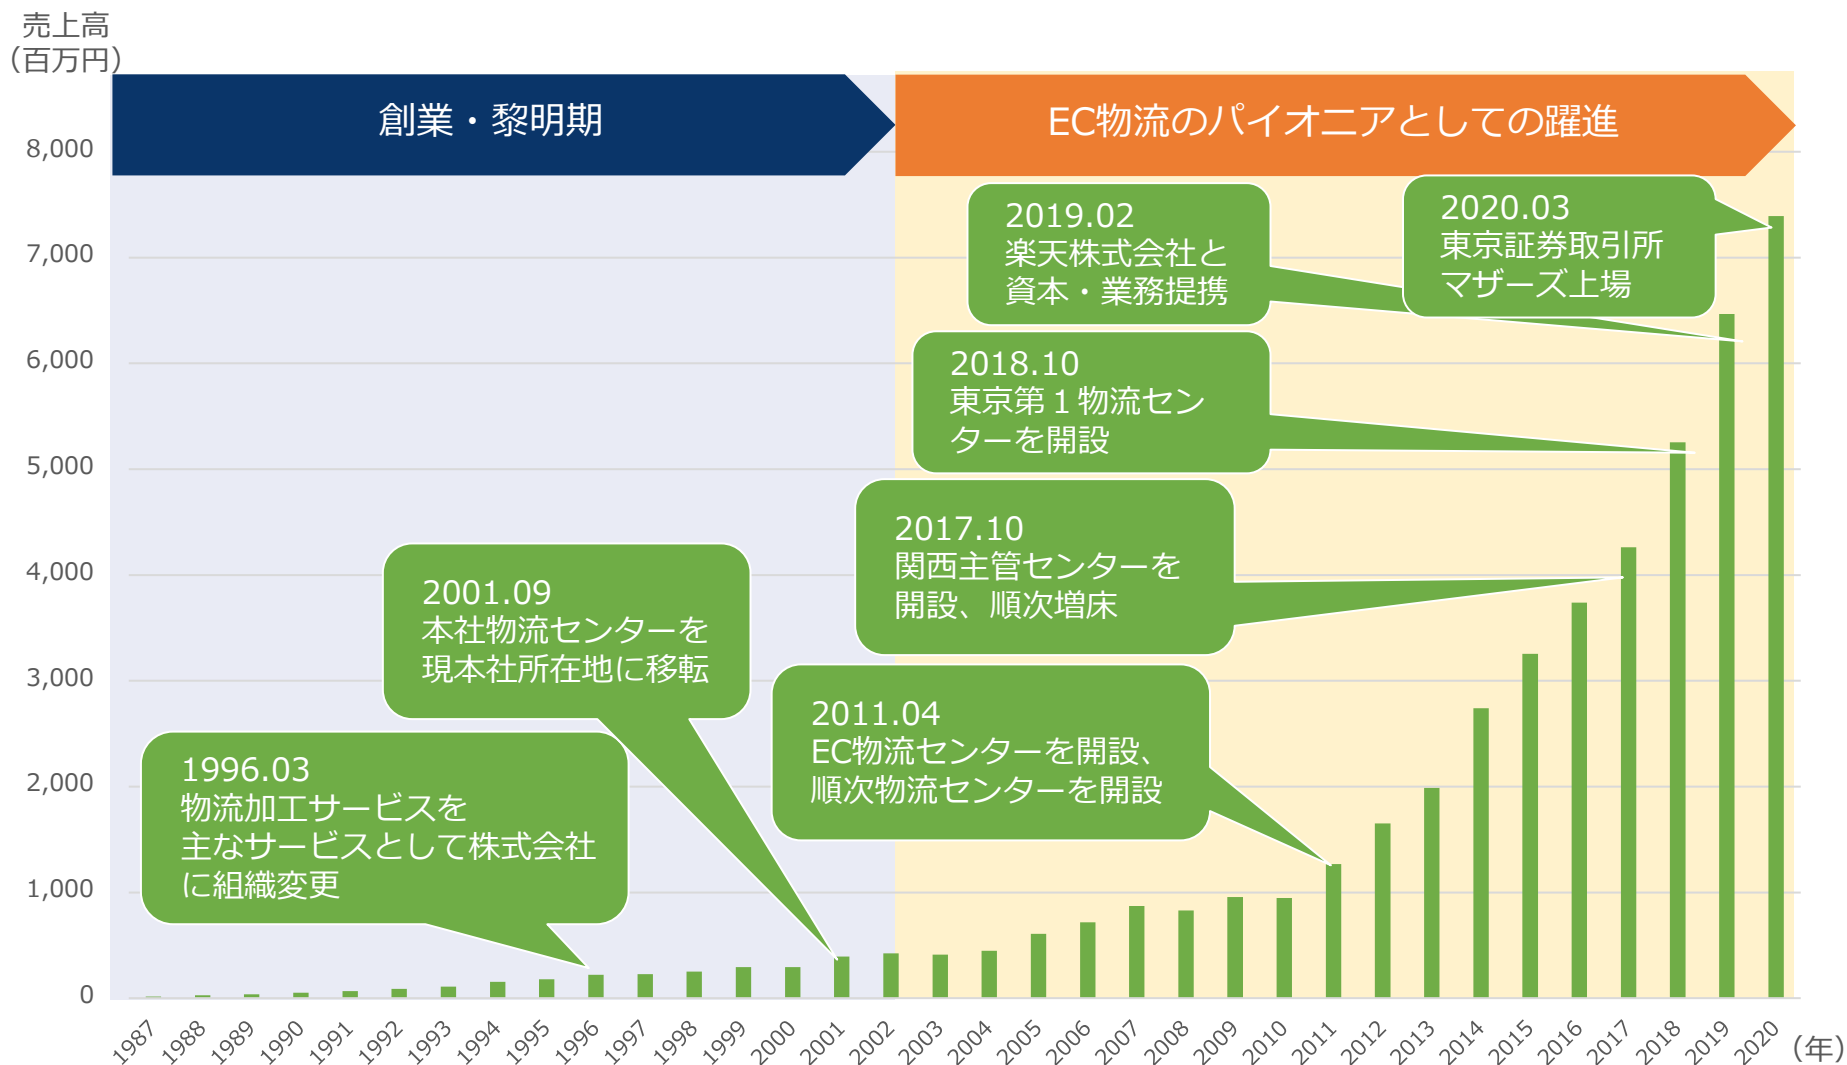 売上高
（百万円）
創業・黎明期
EC物流のパイオニアとしての躍進
8,000
7,000
6,000
5,000
4,000
3,000
2,000
1,000
0
2019.02
楽天株式会社と
資本・業務提携
2020.03
東京証券取引所
マザーズ上場
2018.10
東京第１物流セン
ターを開設
2017.10
関西主管センターを
開設、順次増床
2001.09
本社物流センターを
現本社所在地に移転
2011.04
EC物流センターを開設、
順次物流センターを開設
1996.03
物流加工サービスを
主なサービスとして株式会社
に組織変更
1987
1988
1989
1990
1991
1992
1993
1994
1995
1996
1997
1998
1999
2000
2001
2002
2003
2004
2005
2006
2007
2008
2009
2010
2011
2012
2013
2014
2015
2016
2017
2018
2019
2020
（年）